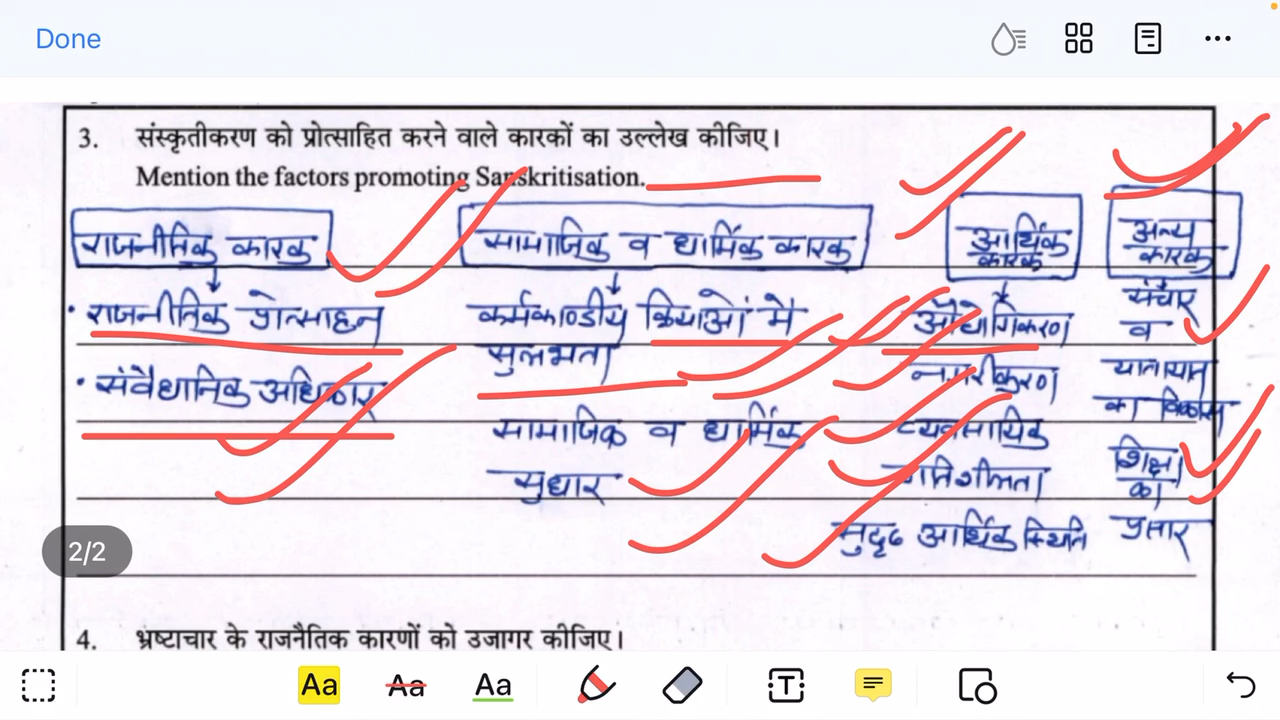 Done
3. संस्कृतीकरण को प्रोत्साहित करने वाले कारकों का उल्लेख कीजिए।
Mention the factors promoting Sanskritisation.
राजनीतिक कारक
राजनीतिक प्रोत्साहन
संवैधानिक अधिकार
सामाजिक व धार्मिक कारक
कर्मकाण्डीय क्रियाओं में
सुलभता
सामाजिक व धार्मिक
सुधार
आर्थिक
कारक
औद्योगिकरण
नगरीकरण
व्यवसायिक
गतिशीलता
सुदृढ आर्थिक स्थिति
अन्य
कारक
संचार
व
यातायात
का विकास
शिक्षा
का
प्रसार
2/2
4. भ्रष्टाचार के राजनैतिक कारणों को उजागर कीजिए।
Aa
Aa
Aa
T